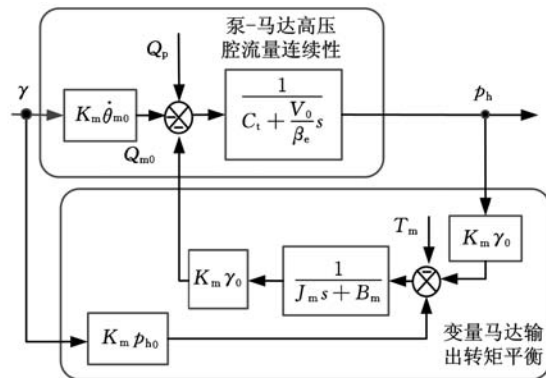 泵-马达高压
腔流量连续性
Q_p
γ
K_m θ̇_m0
Q_m0
1
C_t + V_0/β_e s
p_h
T_m
K_m γ_0
K_m γ_0
1
J_m s + B_m
K_m p_h0
变量马达输
出转矩平衡